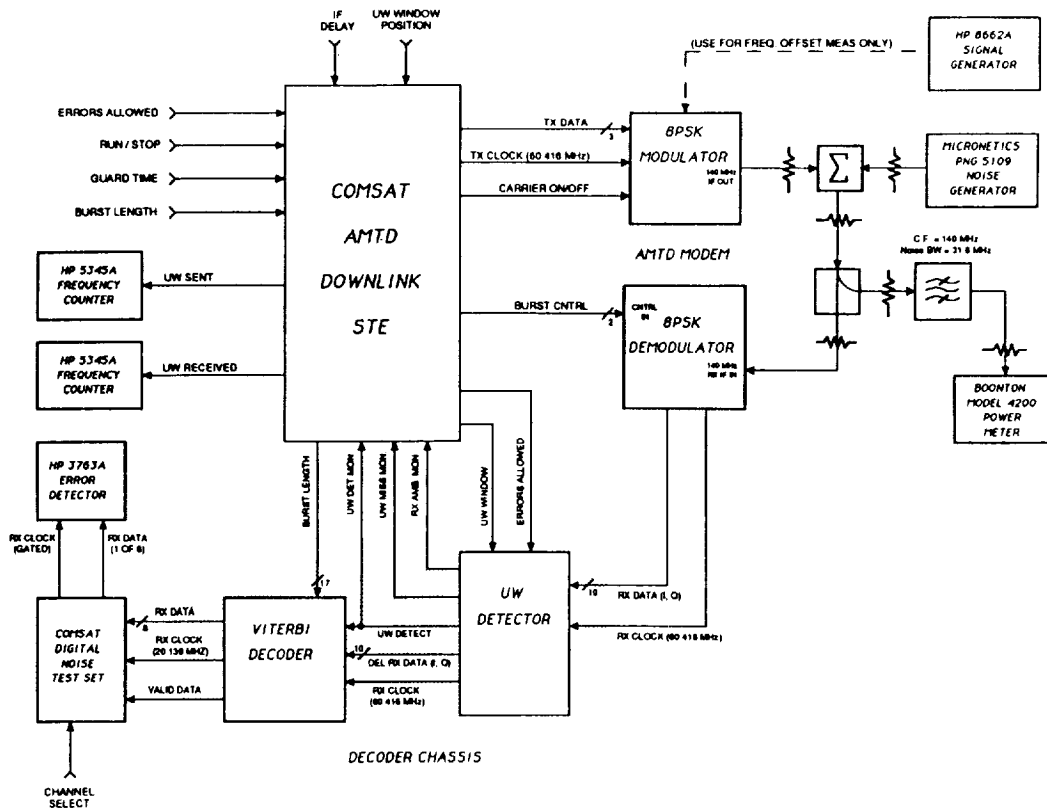 IF
DELAY
UW WINDOW
POSITION
(USE FOR FREQ. OFFSET MEAS ONLY)
HP 8662A
SIGNAL
GENERATOR
ERRORS ALLOWED
RUN / STOP
GUARD TIME
BURST LENGTH
COMSAT
AMTD
DOWNLINK
STE
TX DATA
3
TX CLOCK (60.416 MHz)
CARRIER ON/OFF
8PSK
MODULATOR
140 MHz
IF OUT
Σ
MICRONETICS
PNG 5109
NOISE
GENERATOR
AMTD MODEM
C.F. = 140 MHz
Noise BW = 31.6 MHz
HP 5345A
FREQUENCY
COUNTER
UW SENT
BURST CNTRL
2
CNTRL
IN
8PSK
DEMODULATOR
140 MHz
RX IF IN
HP 5345A
FREQUENCY
COUNTER
UW RECEIVED
BOONTON
MODEL 4200
POWER
METER
HP 3763A
ERROR
DETECTOR
BURST LENGTH
UW DET MON
UW MISS MON
RX AMB MON
UW WINDOW
ERRORS ALLOWED
RX CLOCK
(GATED)
RX DATA
(1 OF 8)
17
UW
DETECTOR
10
RX DATA (I, Q)
RX CLOCK (60.416 MHz)
COMSAT
DIGITAL
NOISE
TEST SET
RX DATA
8
RX CLOCK
(20.139 MHZ)
VALID DATA
VITERBI
DECODER
UW DETECT
10
DEL RX DATA (I, Q)
RX CLOCK
(60.416 MHz)
DECODER CHASSIS
CHANNEL
SELECT